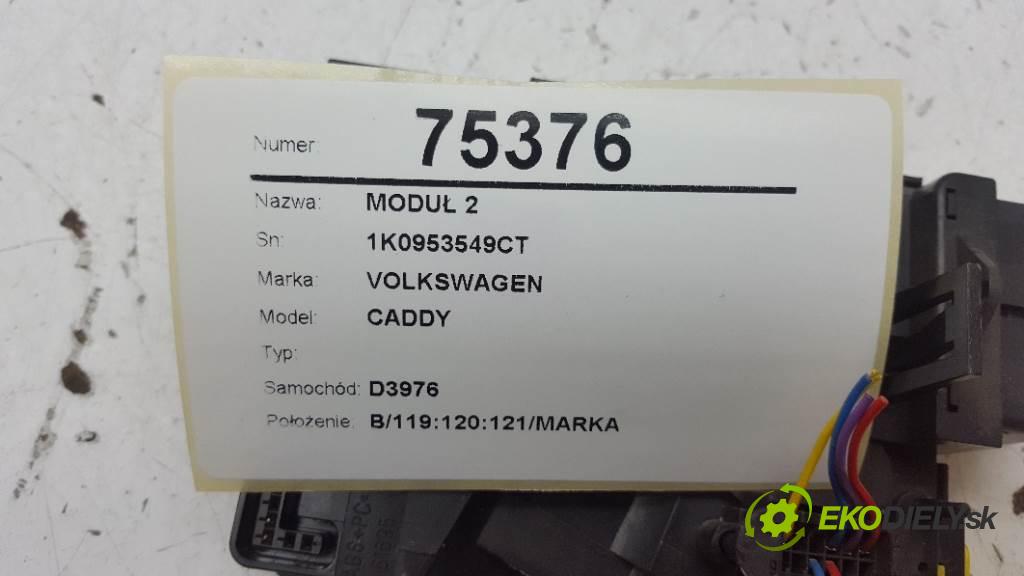 Numer: 75376
Nazwa: MODUŁ 2
Sn: 1K0953549CT
Marka: VOLKSWAGEN
Model: CADDY
Typ:
Samochód: D3976
Położenie: B/119:120:121/MARKA
EKODIELY.sk